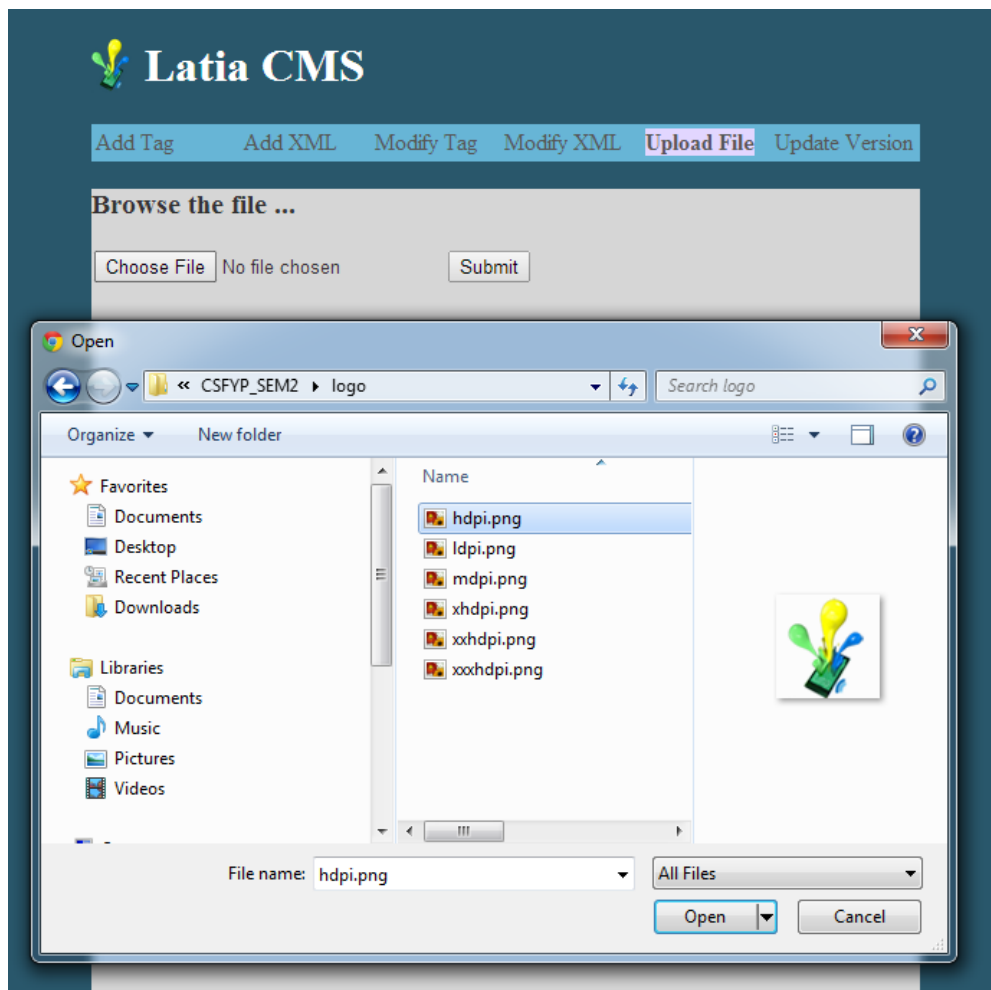 Latia CMS
Add Tag Add XML Modify Tag Modify XML Upload File Update Version
Browse the file ...
Choose File No file chosen Submit
Open
« CSFYP_SEM2 logo Search logo
Organize New folder
Favorites
Documents
Desktop
Recent Places
Downloads
Libraries
Documents
Music
Pictures
Videos
Name
hdpi.png
ldpi.png
mdpi.png
xhdpi.png
xxhdpi.png
xxxhdpi.png
File name: hdpi.png All Files
Open Cancel